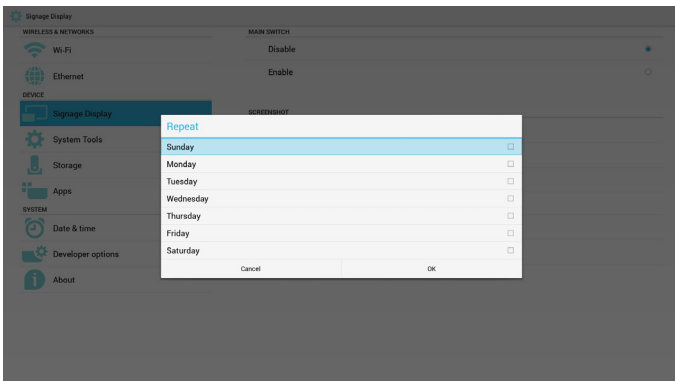 Signage Display
WIRELESS & NETWORKS
Wi-Fi
Ethernet
DEVICE
Signage Display
System Tools
Storage
Apps
SYSTEM
Date & time
Developer options
About
MAIN SWITCH
Disable
Enable
SCREENSHOT
Repeat
Sunday
Monday
Tuesday
Wednesday
Thursday
Friday
Saturday
Cancel
OK